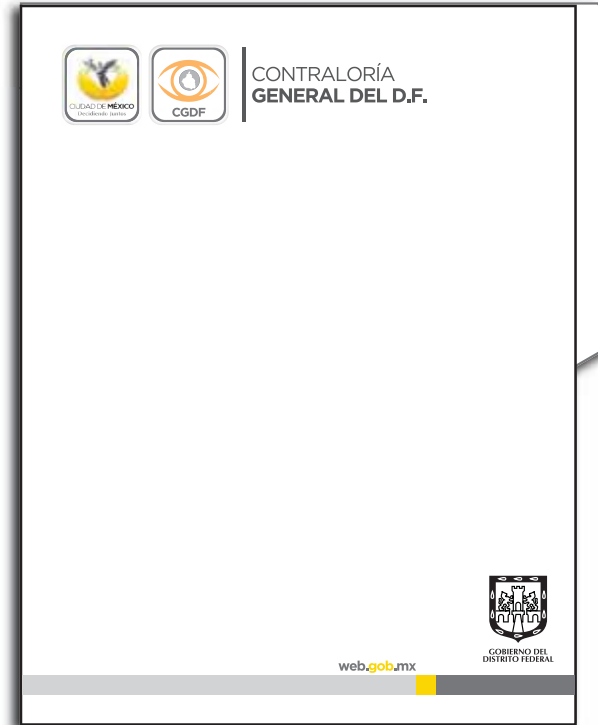 CIUDAD DE MÉXICO
Decidiendo Juntos
CGDF
CONTRALORÍA
GENERAL DEL D.F.
GOBIERNO DEL
DISTRITO FEDERAL
web.gob.mx